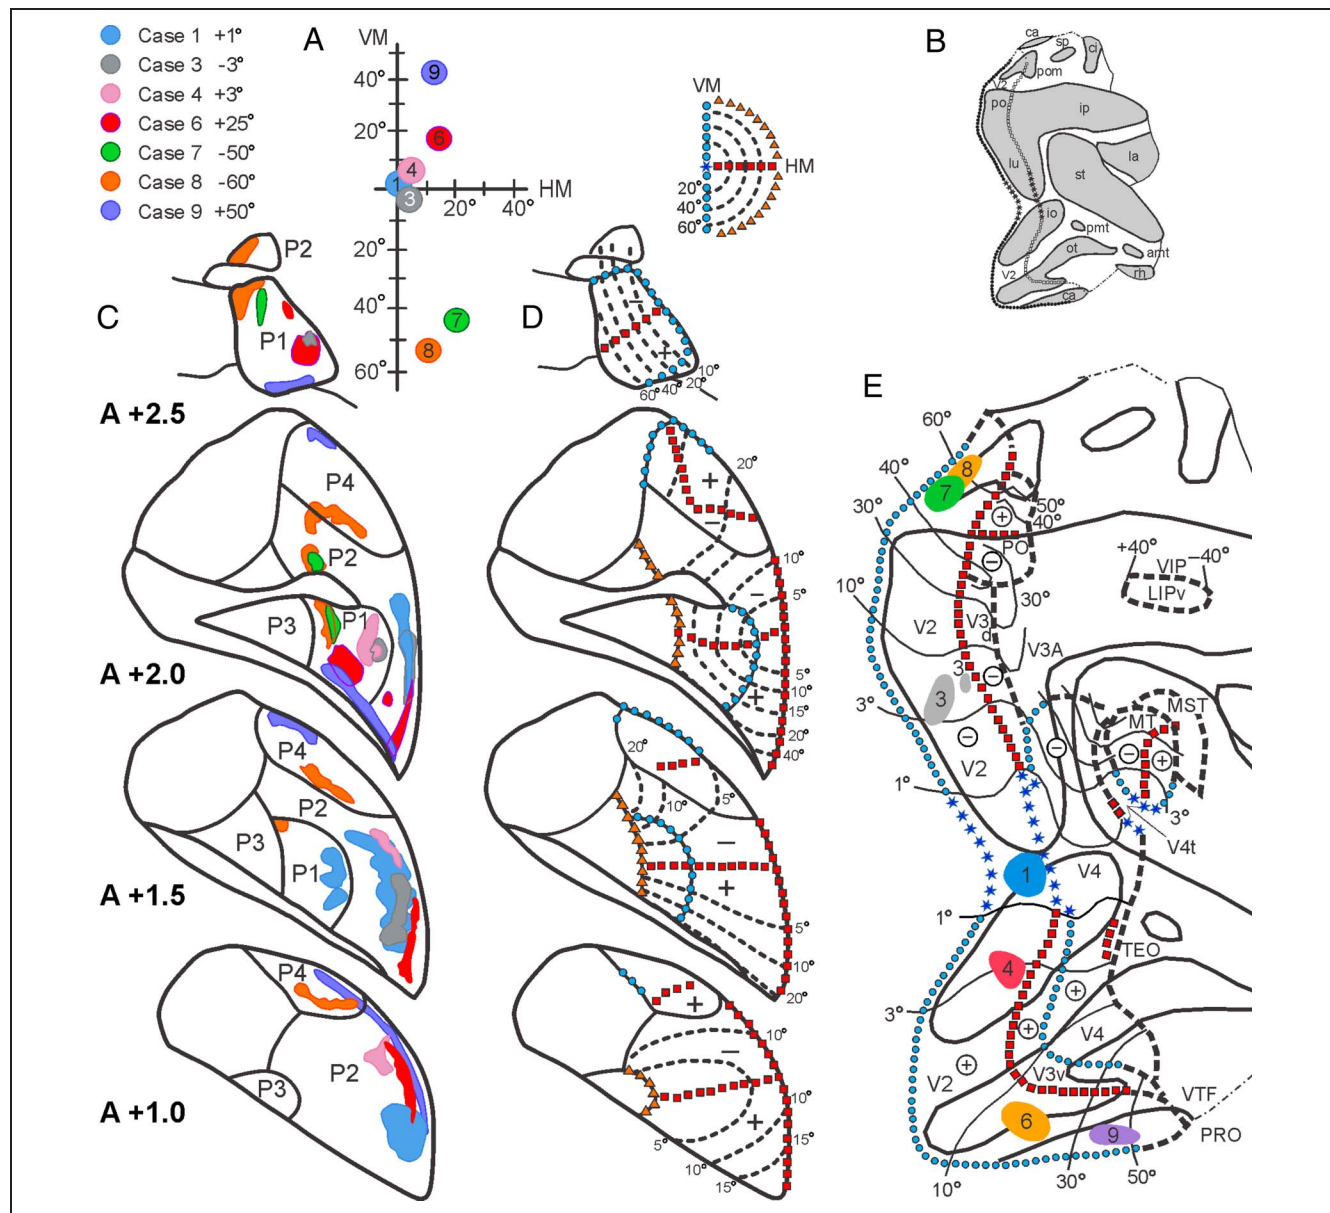 Case 1 +1°
Case 3 -3°
Case 4 +3°
Case 6 +25°
Case 7 -50°
Case 8 -60°
Case 9 +50°
A
VM
40°
20°
HM
20° 40°
20°
40°
60°
9
6
4
1
3
7
8
VM
HM
20°
40°
60°
B
ca
sp
ci
V2
pom
po
ip
lu
la
st
io
pmt
ot
amt
V2
rh
ca
C
P2
P1
A +2.5
P4
P2
P3
P1
A +2.0
P4
P2
P3
P1
A +1.5
P4
P2
P3
A +1.0
D
−
+
10°
20°
40°
60°
20°
+
−
10°
−
5°
5°
10°
+
15°
20°
40°
20°
10°
5°
−
+
5°
10°
20°
+
10°
−
10°
+
15°
5°
10°
15°
E
60°
40°
30°
10°
8
7
50°
+
40°
PO
−
30°
+40°
VIP
−40°
LIPv
V2
V3
d
V3A
3
−
3
3°
−
V2
−
MT
MST
−
+
1°
3°
V4t
1
V4
1°
TEO
4
+
3°
+
V4
V2
+
V3v
VTF
6
9
PRO
10°
30°
50°